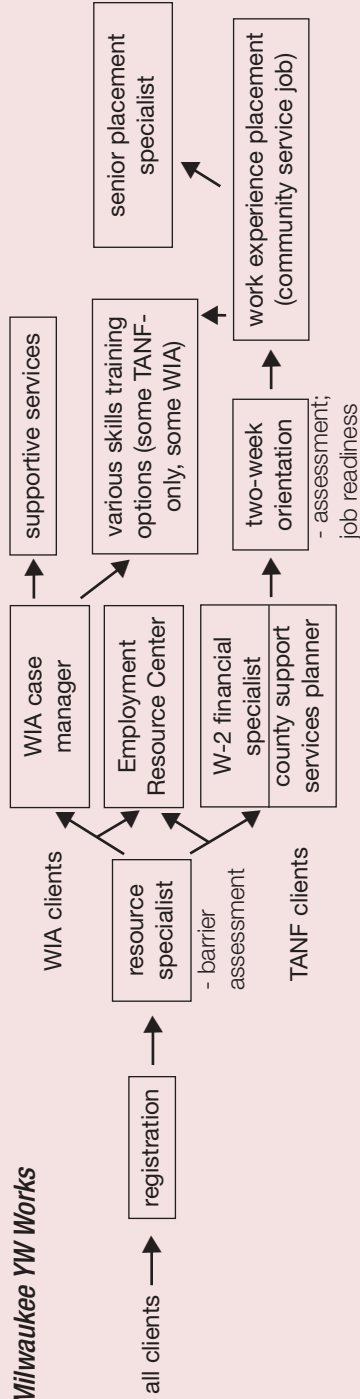 Milwaukee YW Works
all clients
registration
resource
specialist
- barrier
assessment
WIA clients
TANF clients
WIA case
manager
Employment
Resource Center
W-2 financial
specialist
county support
services planner
supportive services
various skills training
options (some TANF-
only, some WIA)
two-week
orientation
- assessment;
job readiness
senior placement
specialist
work experience placement
(community service job)